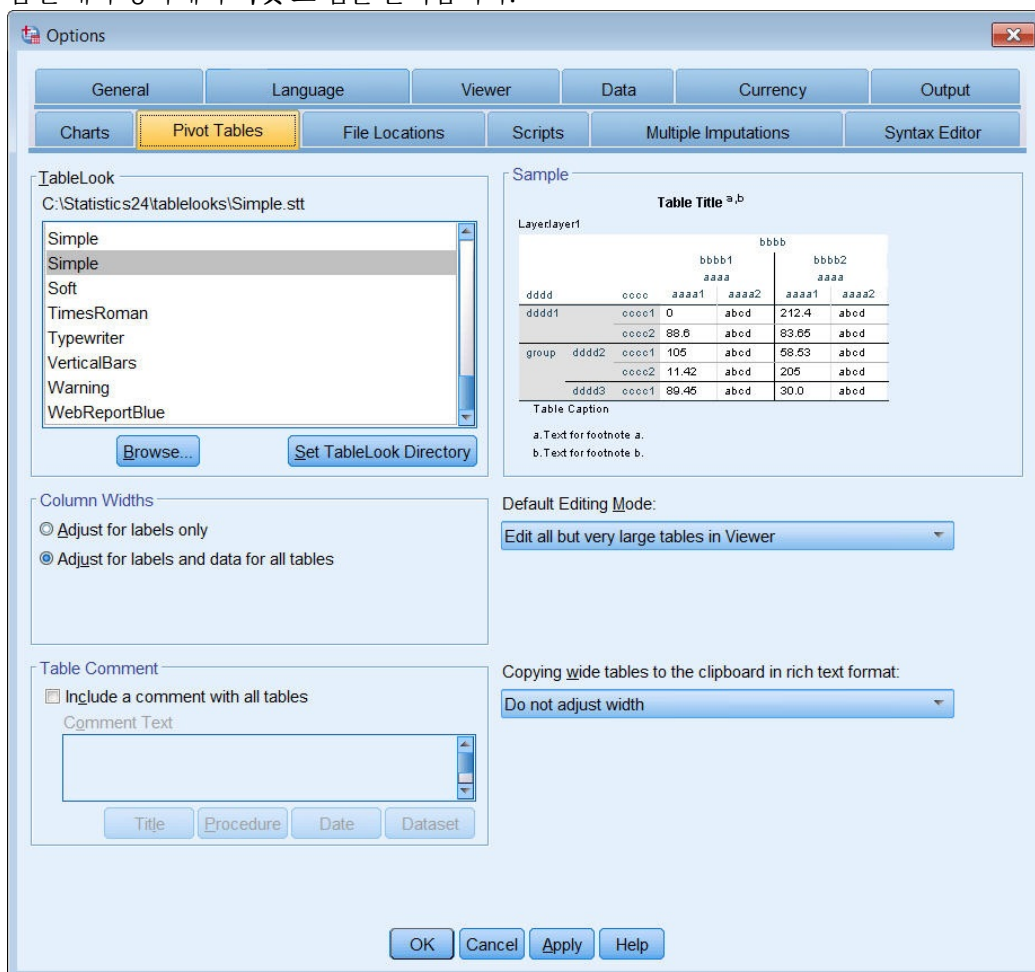 Options
General Language Viewer Data Currency Output
Charts Pivot Tables File Locations Scripts Multiple Imputations Syntax Editor
TableLook
C:\Statistics24\tablelooks\Simple.stt
Simple
Simple
Soft
TimesRoman
Typewriter
VerticalBars
Warning
WebReportBlue
Browse... Set TableLook Directory
Sample
Table Title a,b
Layerlayer1
bbbb
bbbb1 bbbb2
aaaa aaaa
dddd cccc aaaa1 aaaa2 aaaa1 aaaa2
dddd1 cccc1 0 abcd 212.4 abcd
cccc2 88.6 abcd 83.65 abcd
group dddd2 cccc1 105 abcd 58.53 abcd
cccc2 11.42 abcd 205 abcd
dddd3 cccc1 89.45 abcd 30.0 abcd
Table Caption
a.Text for footnote a.
b.Text for footnote b.
Column Widths
Adjust for labels only
Adjust for labels and data for all tables
Default Editing Mode:
Edit all but very large tables in Viewer
Table Comment
Include a comment with all tables
Comment Text
Title Procedure Date Dataset
Copying wide tables to the clipboard in rich text format:
Do not adjust width
OK Cancel Apply Help